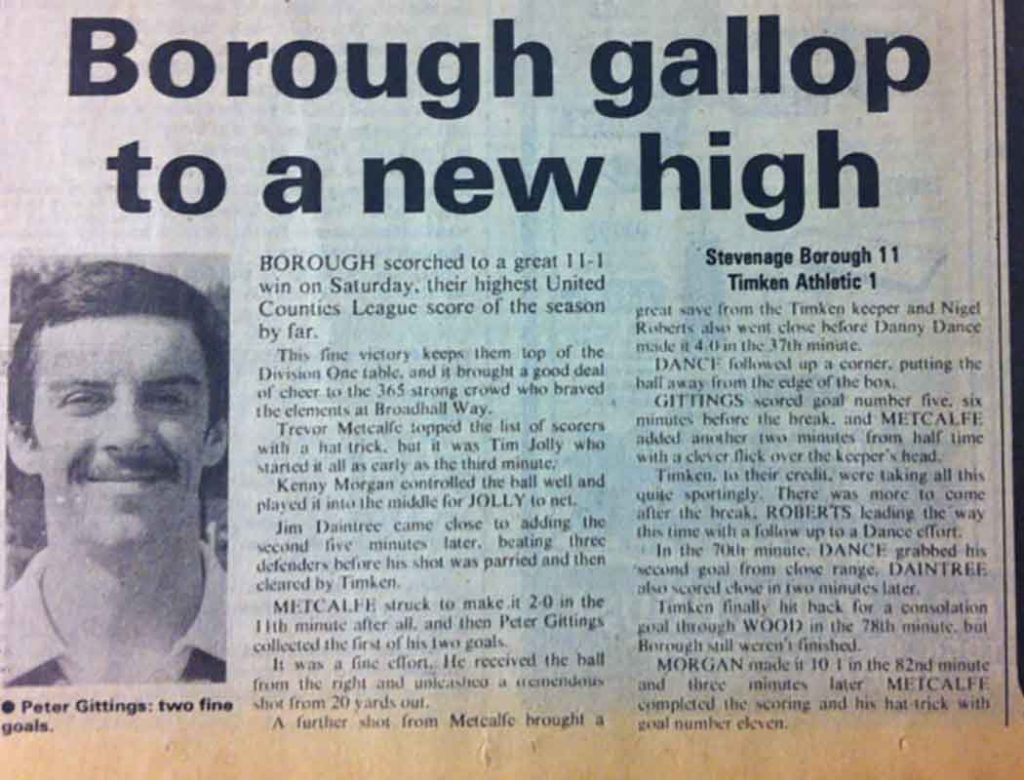 Borough gallop
to a new high
BOROUGH scorched to a great 11-1
win on Saturday, their highest United
Counties League score of the season
by far.
This fine victory keeps them top of the
Division One table, and it brought a good deal
of cheer to the 365 strong crowd who braved
the elements at Broadhall Way.
Trevor Metcalfe topped the list of scorers
with a hat-trick, but it was Tim Jolly who
started it all as early as the third minute.
Kenny Morgan controlled the ball well and
played it into the middle for JOLLY to net.
Jim Daintree came close to adding the
second five minutes later, beating three
defenders before his shot was parried and then
cleared by Timken.
METCALFE struck to make it 2-0 in the
11th minute after all, and then Peter Gittings
collected the first of his two goals.
It was a fine effort. He received the ball
from the right and unleashed a tremendous
shot from 20 yards out.
A further shot from Metcalfe brought a
Stevenage Borough 11
Timken Athletic 1
great save from the Timken keeper and Nigel
Roberts also went close before Danny Dance
made it 4-0 in the 37th minute.
DANCE followed up a corner, putting the
ball away from the edge of the box.
GITTINGS scored goal number five, six
minutes before the break, and METCALFE
added another two minutes from half time
with a clever flick over the keeper's head.
Timken, to their credit, were taking all this
quite sportingly. There was more to come
after the break, ROBERTS leading the way
this time with a follow up to a Dance effort.
In the 70th minute, DANCE grabbed his
second goal from close range, DAINTREE
also scored close in two minutes later.
Timken finally hit back for a consolation
goal through WOOD in the 78th minute, but
Borough still weren't finished.
MORGAN made it 10-1 in the 82nd minute
and three minutes later METCALFE
completed the scoring and his hat-trick with
goal number eleven.
● Peter Gittings: two fine
goals.